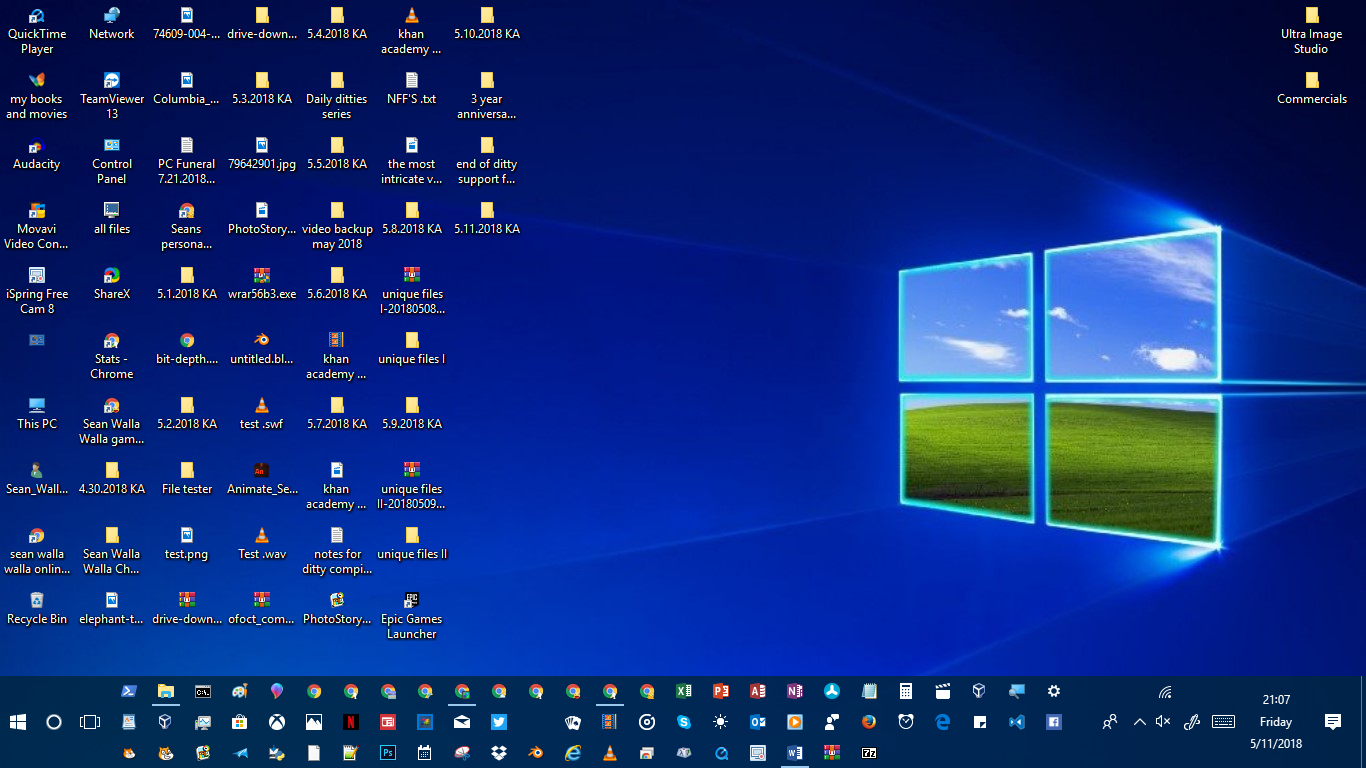 QuickTime
Player
Network
74609-004-...
drive-down...
5.4.2018 KA
khan
academy ...
5.10.2018 KA
Ultra Image
Studio
my books
and movies
TeamViewer
13
Columbia_...
5.3.2018 KA
Daily ditties
series
NFF'S .txt
3 year
anniversa...
Commercials
Audacity
Control
Panel
PC Funeral
7.21.2018...
79642901.jpg
5.5.2018 KA
the most
intricate v...
end of ditty
support f...
Movavi
Video Con...
all files
Seans
persona...
PhotoStory...
video backup
may 2018
5.8.2018 KA
5.11.2018 KA
iSpring Free
Cam 8
ShareX
5.1.2018 KA
wrar56b3.exe
5.6.2018 KA
unique files
I-20180508...
Stats -
Chrome
bit-depth....
untitled.bl...
khan
academy ...
unique files I
This PC
Sean Walla
Walla gam...
5.2.2018 KA
test .swf
5.7.2018 KA
5.9.2018 KA
Sean_Wall...
4.30.2018 KA
File tester
Animate_Se...
khan
academy ...
unique files
II-20180509...
sean walla
walla onlin...
Sean Walla
Walla Ch...
test.png
Test .wav
notes for
ditty compi...
unique files II
Recycle Bin
elephant-t...
drive-down...
ofoct_com...
PhotoStory...
Epic Games
Launcher
21:07
Friday
5/11/2018